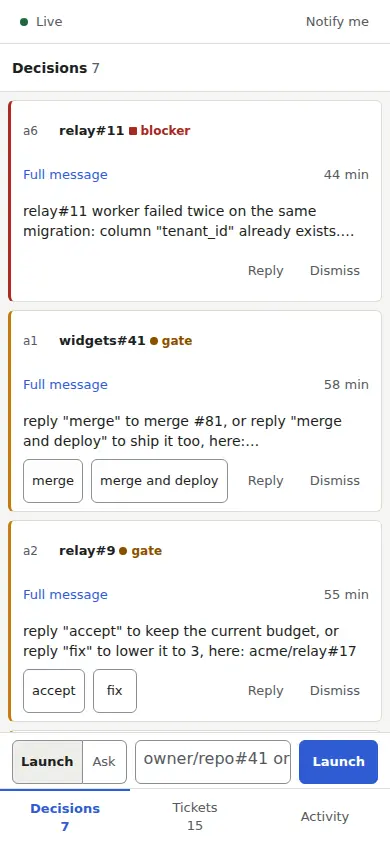 Live Notify me
Decisions 7
a6 relay#11 blocker
Full message 44 min
relay#11 worker failed twice on the same
migration: column "tenant_id" already exists.…
Reply Dismiss
a1 widgets#41 gate
Full message 58 min
reply "merge" to merge #81, or reply "merge
and deploy" to ship it too, here:…
merge merge and deploy Reply Dismiss
a2 relay#9 gate
Full message 55 min
reply "accept" to keep the current budget, or
reply "fix" to lower it to 3, here: acme/relay#17
accept fix Reply Dismiss
Launch Ask owner/repo#41 or Launch
Decisions Tickets Activity
7 15